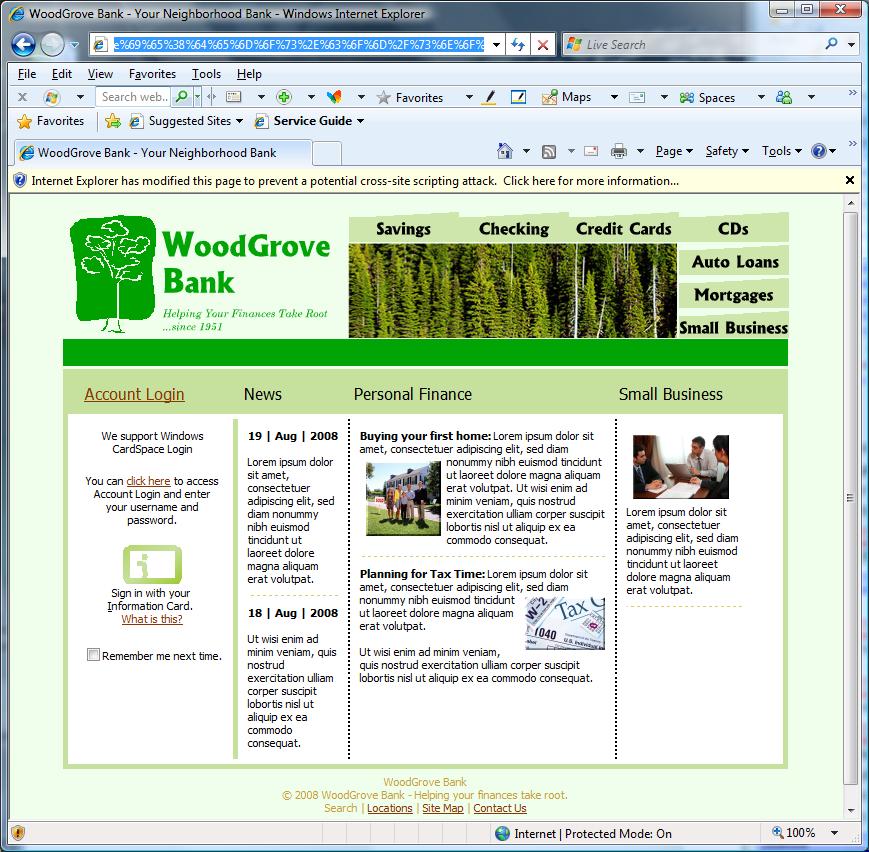 WoodGrove Bank - Your Neighborhood Bank - Windows Internet Explorer
e%69%65%38%64%65%6D%6F%73%2E%63%6F%6D%2F%73%6E%6F%
Live Search
File Edit View Favorites Tools Help
Search web.. Favorites Maps Spaces
Favorites Suggested Sites Service Guide
WoodGrove Bank - Your Neighborhood Bank Page Safety Tools
Internet Explorer has modified this page to prevent a potential cross-site scripting attack. Click here for more information...
WoodGrove
Bank
Helping Your Finances Take Root
...since 1951
Savings Checking Credit Cards CDs
Auto Loans
Mortgages
Small Business
Account Login News Personal Finance Small Business
We support Windows
CardSpace Login
You can click here to access
Account Login and enter
your username and
password.
Sign in with your
Information Card.
What is this?
Remember me next time.
19 | Aug | 2008
Lorem ipsum dolor
sit amet,
consectetuer
adipiscing elit, sed
diam nonummy
nibh euismod
tincidunt ut
laoreet dolore
magna aliquam
erat volutpat.
18 | Aug | 2008
Ut wisi enim ad
minim veniam, quis
nostrud
exercitation ulliam
corper suscipit
lobortis nisl ut
aliquip ex ea
commodo
consequat.
Buying your first home: Lorem ipsum dolor sit
amet, consectetuer adipiscing elit, sed diam
nonummy nibh euismod tincidunt
ut laoreet dolore magna aliquam
erat volutpat. Ut wisi enim ad
minim veniam, quis nostrud
exercitation ulliam corper suscipit
lobortis nisl ut aliquip ex ea
commodo consequat.
SOLD
Planning for Tax Time: Lorem ipsum dolor sit
amet, consectetuer adipiscing elit, sed diam
nonummy nibh euismod tincidunt
ut laoreet dolore magna aliquam
erat volutpat.
W-2
Tax
1040
U.S. Individual
Ut wisi enim ad minim veniam,
quis nostrud exercitation ulliam corper suscipit
lobortis nisl ut aliquip ex ea commodo consequat.
Lorem ipsum dolor sit
amet, consectetuer
adipiscing elit, sed diam
nonummy nibh euismod
tincidunt ut laoreet
dolore magna aliquam
erat volutpat.
WoodGrove Bank
© 2008 WoodGrove Bank - Helping your finances take root.
Search | Locations | Site Map | Contact Us
Internet | Protected Mode: On 100%